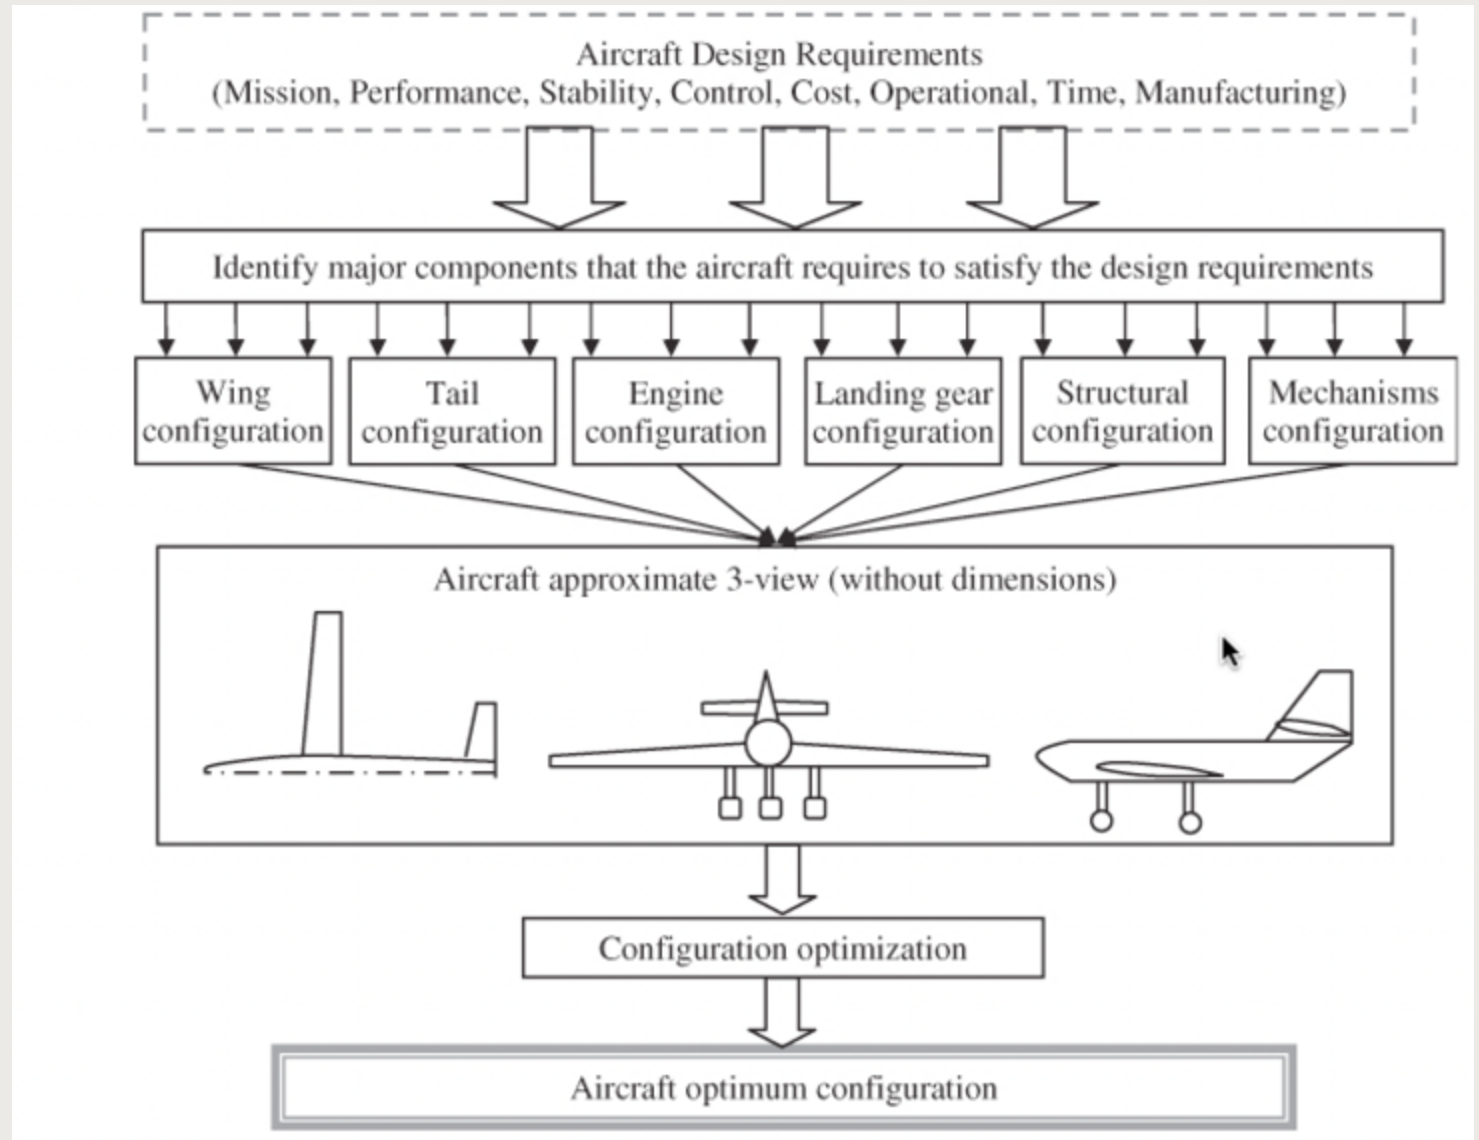 Aircraft Design Requirements
(Mission, Performance, Stability, Control, Cost, Operational, Time, Manufacturing)
Identify major components that the aircraft requires to satisfy the design requirements
Wing
configuration
Tail
configuration
Engine
configuration
Landing gear
configuration
Structural
configuration
Mechanisms
configuration
Aircraft approximate 3-view (without dimensions)
Configuration optimization
Aircraft optimum configuration